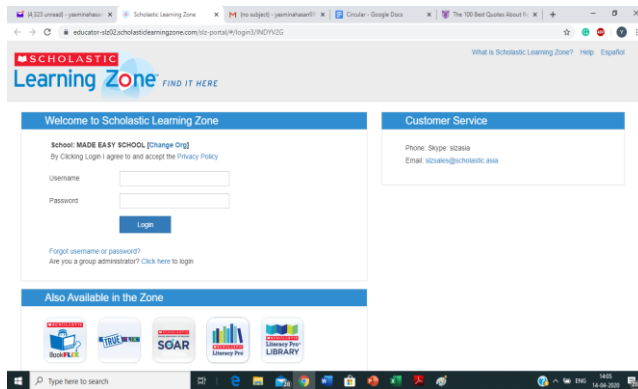 (4,323 unread) - yasminahasan
Scholastic Learning Zone
(no subject) - yasminahasan01
Circular - Google Docs
The 100 Best Quotes About
educator-slz02.scholasticlearningzone.com/slz-portal/#/login3/INDYV2G
What is Scholastic Learning Zone? Help Español
SCHOLASTIC
Learning Zone FIND IT HERE
Welcome to Scholastic Learning Zone
School: MADE EASY SCHOOL [Change Org]
By Clicking Login I agree to and accept the Privacy Policy
Username
Password
Login
Forgot username or password?
Are you a group administrator? Click here to login
Customer Service
Phone: Skype: slzasia
Email: slzsales@scholastic.asia
Also Available in the Zone
BookFLIX
TRUE
SCHOLASTIC
SOAR
SCHOLASTIC
Literacy Pro
SCHOLASTIC
Literacy Pro
LIBRARY
Type here to search
ENG
1405
14-04-2020